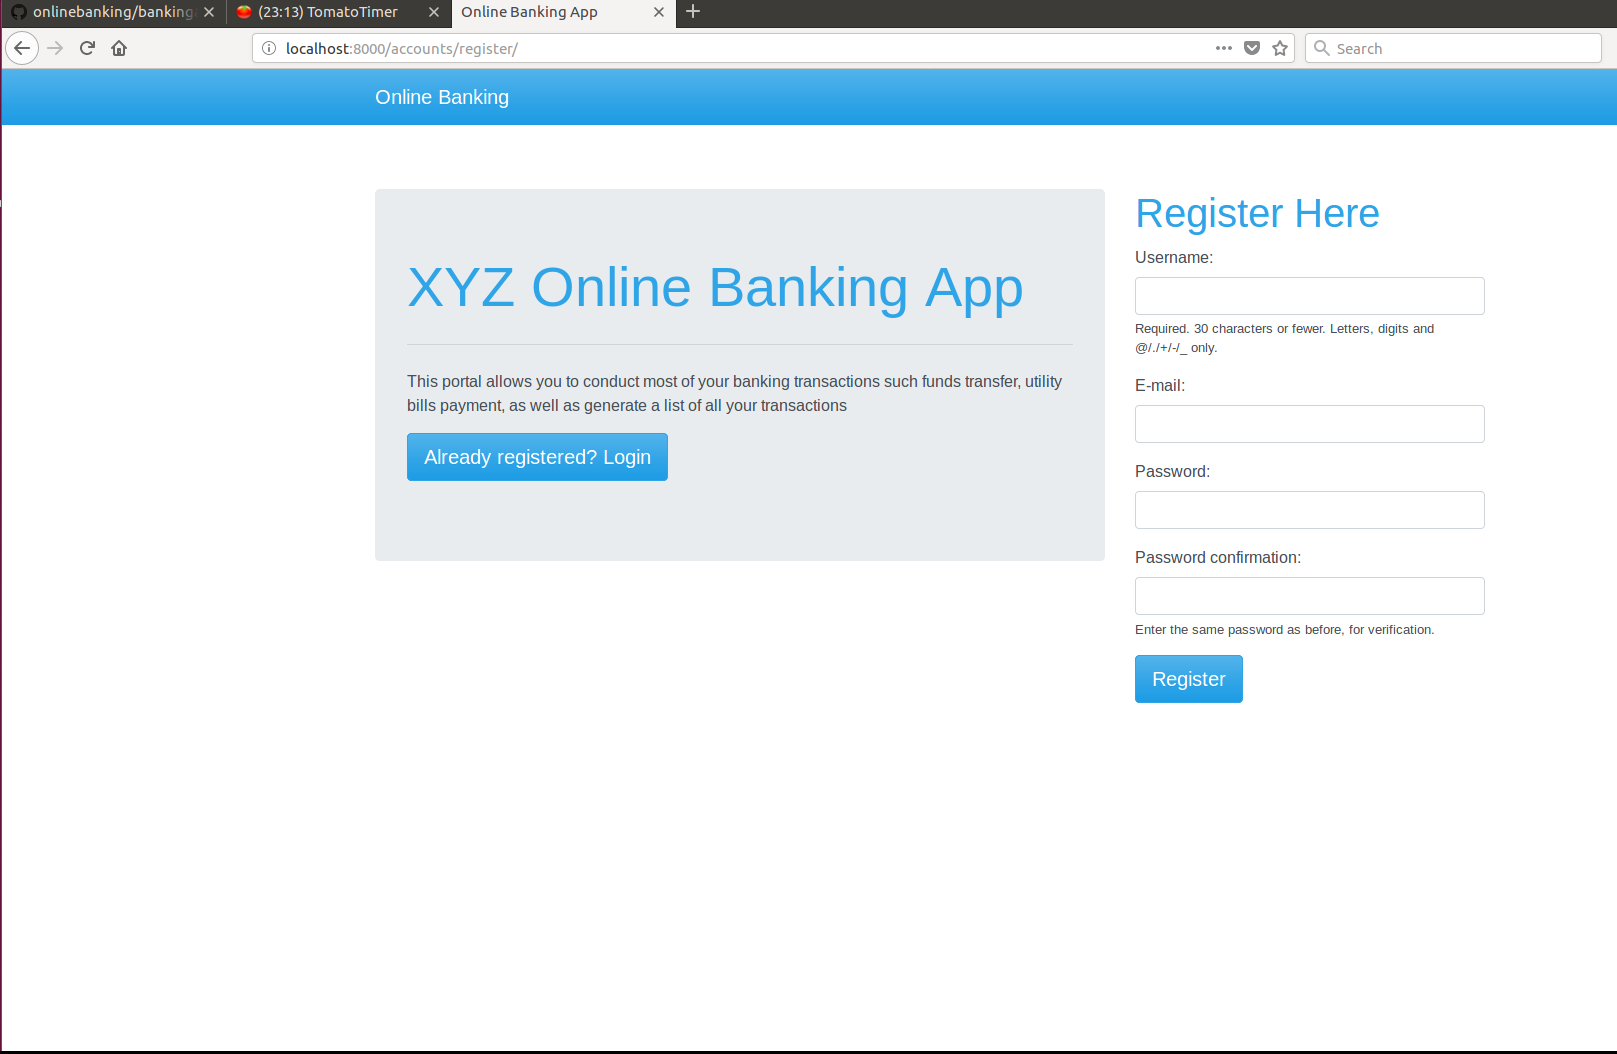 onlinebanking/banking
(23:13) TomatoTimer
Online Banking App
localhost:8000/accounts/register/
Search
Online Banking
XYZ Online Banking App
This portal allows you to conduct most of your banking transactions such funds transfer, utility
bills payment, as well as generate a list of all your transactions
Already registered? Login
Register Here
Username:
Required. 30 characters or fewer. Letters, digits and
@/./+/-/_ only.
E-mail:
Password:
Password confirmation:
Enter the same password as before, for verification.
Register